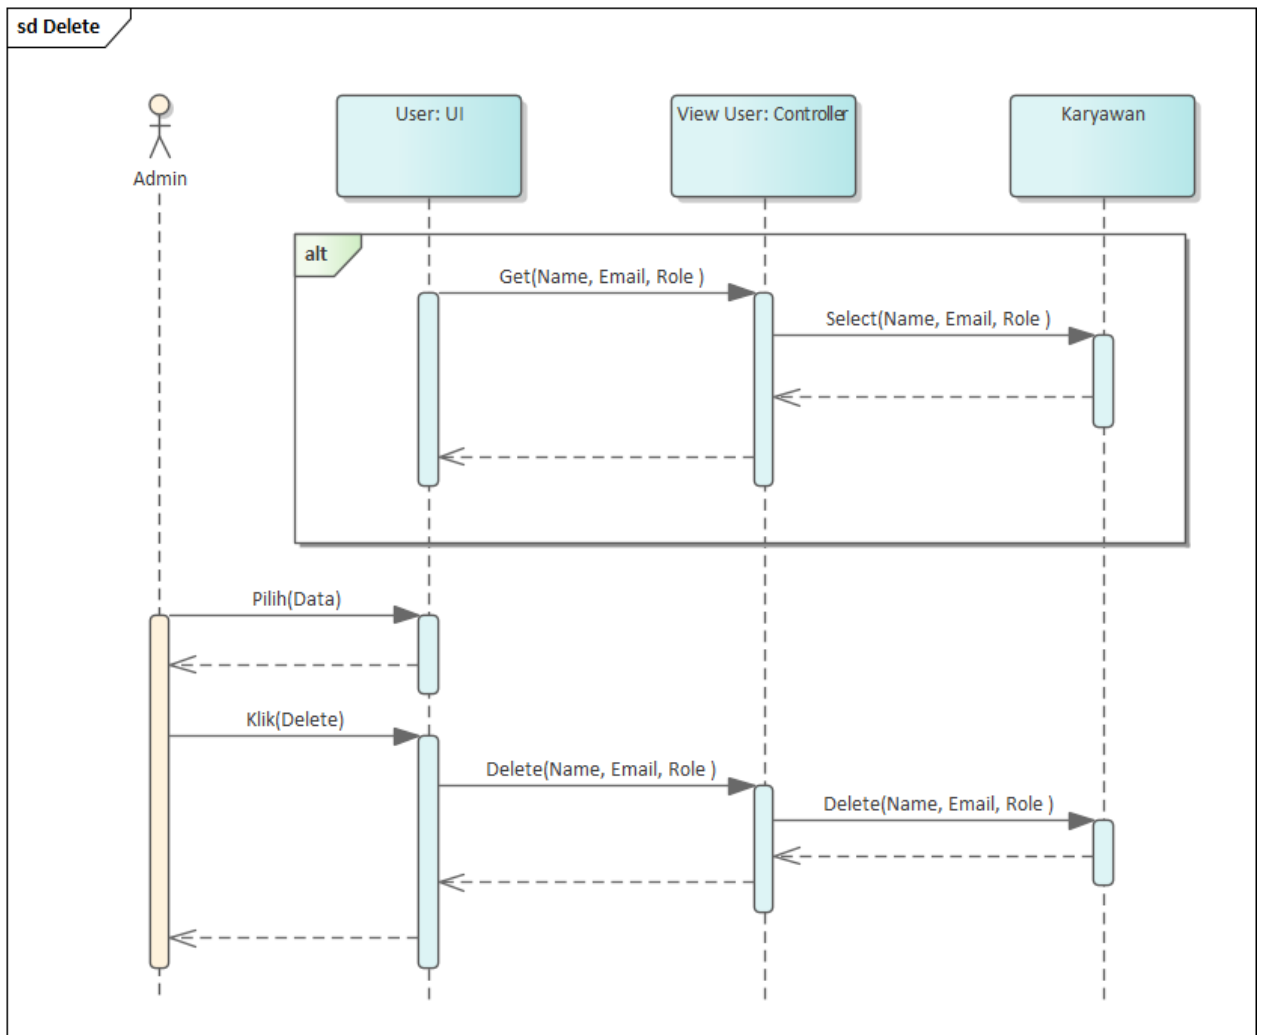 sd Delete
Admin
User: UI
View User: Controller
Karyawan
alt
Get(Name, Email, Role )
Select(Name, Email, Role )
Pilih(Data)
Klik(Delete)
Delete(Name, Email, Role )
Delete(Name, Email, Role )